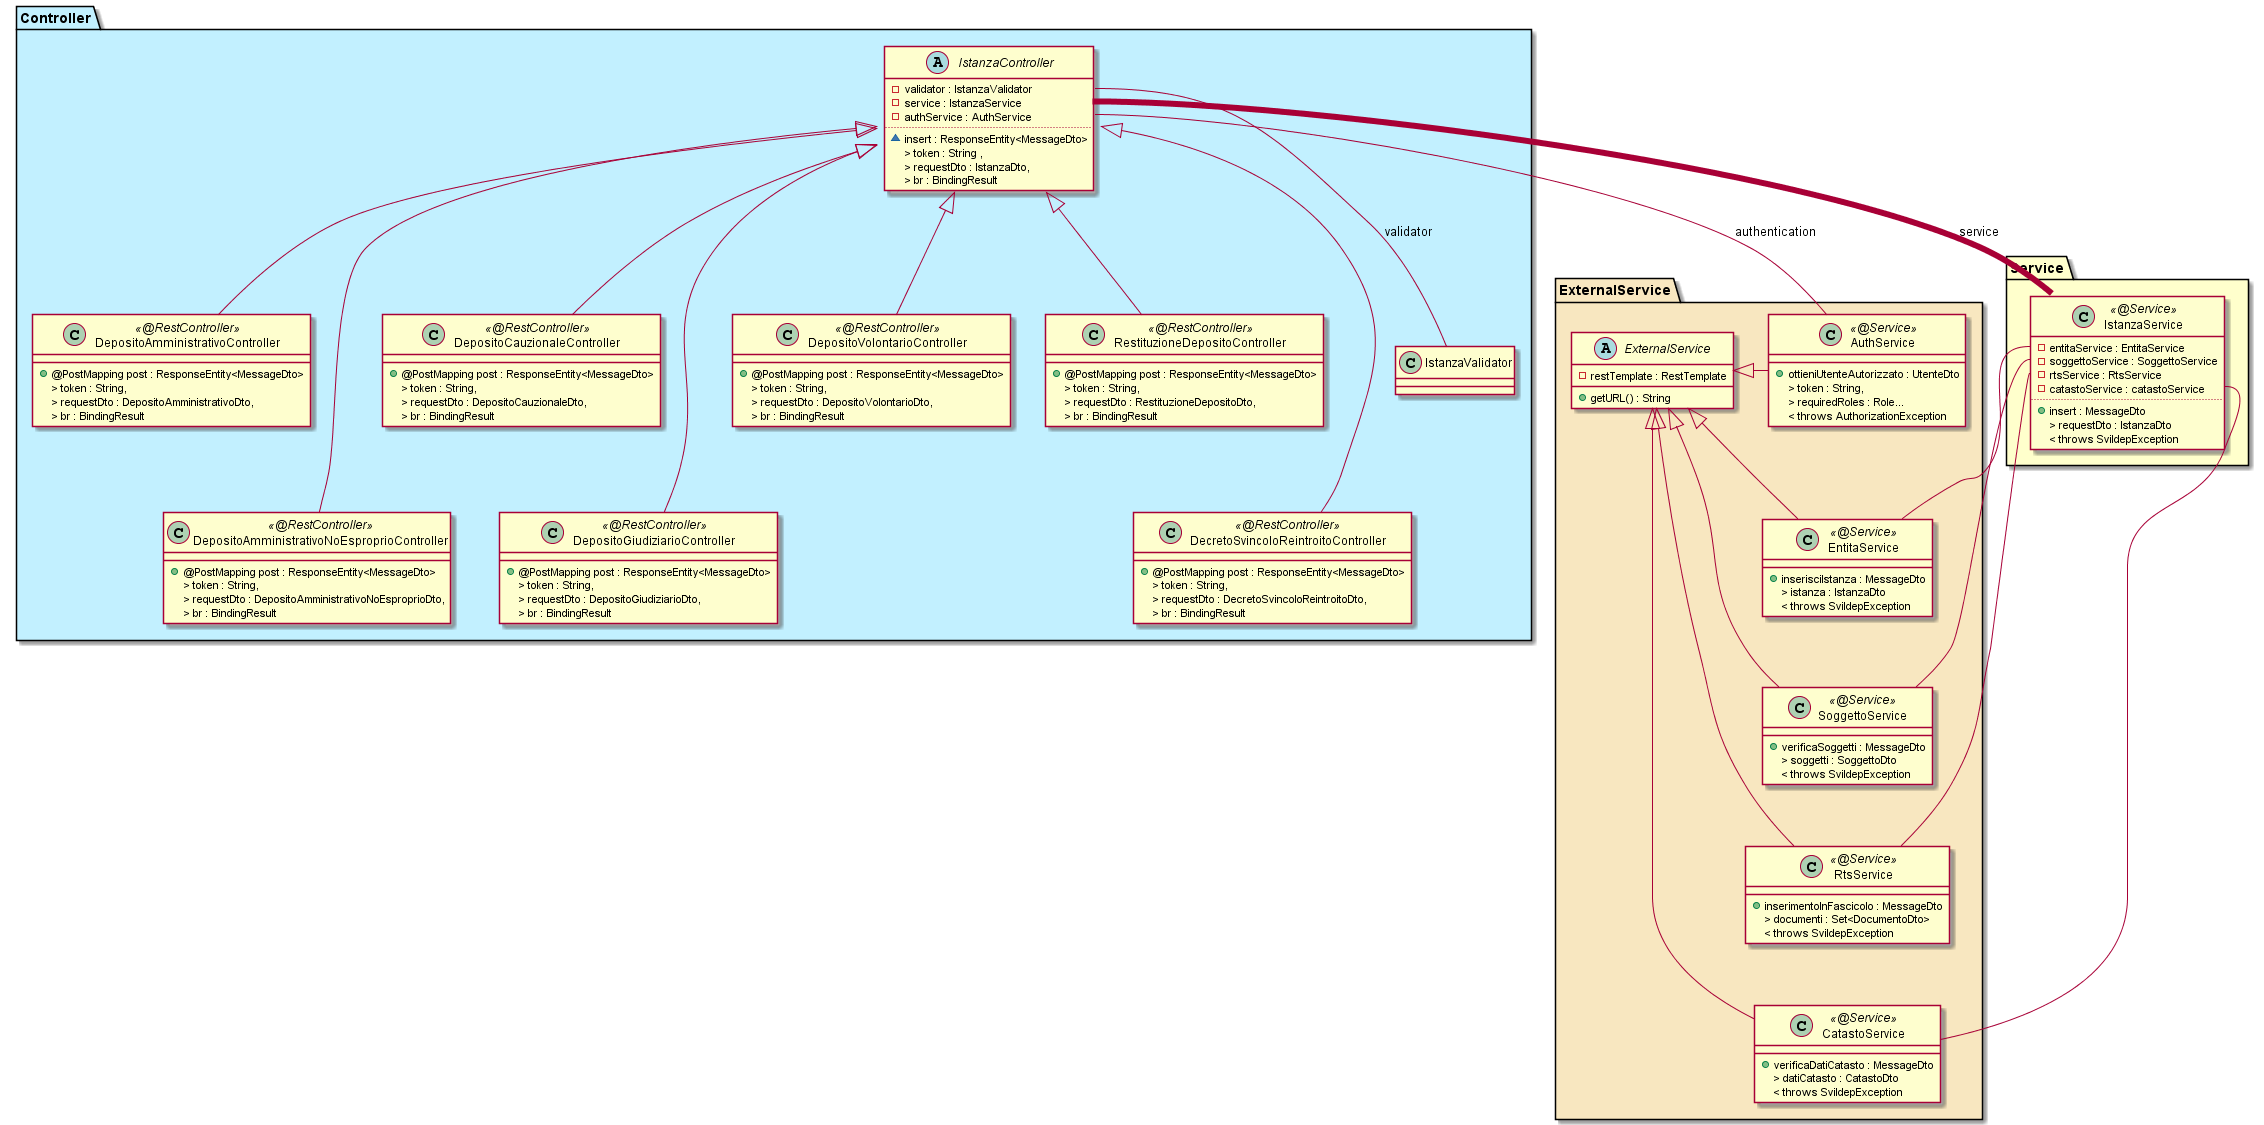 Controller
IstanzaController
validator : IstanzaValidator
service : IstanzaService
authService : AuthService
insert : ResponseEntity<MessageDto>
> token : String ,
> requestDto : IstanzaDto,
> br : BindingResult
validator
authentication
service
«@RestController»
DepositoAmministrativoController
@PostMapping post : ResponseEntity<MessageDto>
> token : String,
> requestDto : DepositoAmministrativoDto,
> br : BindingResult
«@RestController»
DepositoCauzionaleController
@PostMapping post : ResponseEntity<MessageDto>
> token : String,
> requestDto : DepositoCauzionaleDto,
> br : BindingResult
«@RestController»
DepositoVolontarioController
@PostMapping post : ResponseEntity<MessageDto>
> token : String,
> requestDto : DepositoVolontarioDto,
> br : BindingResult
«@RestController»
RestituzioneDepositoController
@PostMapping post : ResponseEntity<MessageDto>
> token : String,
> requestDto : RestituzioneDepositoDto,
> br : BindingResult
IstanzaValidator
«@RestController»
DepositoAmministrativoNoEsproprioController
@PostMapping post : ResponseEntity<MessageDto>
> token : String,
> requestDto : DepositoAmministrativoNoEsproprioDto,
> br : BindingResult
«@RestController»
DepositoGiudiziarioController
@PostMapping post : ResponseEntity<MessageDto>
> token : String,
> requestDto : DepositoGiudiziarioDto,
> br : BindingResult
«@RestController»
DecretoSvincoloReintroitoController
@PostMapping post : ResponseEntity<MessageDto>
> token : String,
> requestDto : DecretoSvincoloReintroitoDto,
> br : BindingResult
ExternalService
ExternalService
restTemplate : RestTemplate
getURL() : String
«@Service»
AuthService
ottieniUtenteAutorizzato : UtenteDto
> token : String,
> requiredRoles : Role...
< throws AuthorizationException
Service
«@Service»
IstanzaService
entitaService : EntitaService
soggettoService : SoggettoService
rtsService : RtsService
catastoService : catastoService
insert : MessageDto
> requestDto : IstanzaDto
< throws SvildepException
«@Service»
EntitaService
inserisciIstanza : MessageDto
> istanza : IstanzaDto
< throws SvildepException
«@Service»
SoggettoService
verificaSoggetti : MessageDto
> soggetti : SoggettoDto
< throws SvildepException
«@Service»
RtsService
inserimentoInFascicolo : MessageDto
> documenti : Set<DocumentoDto>
< throws SvildepException
«@Service»
CatastoService
verificaDatiCatasto : MessageDto
> datiCatasto : CatastoDto
< throws SvildepException